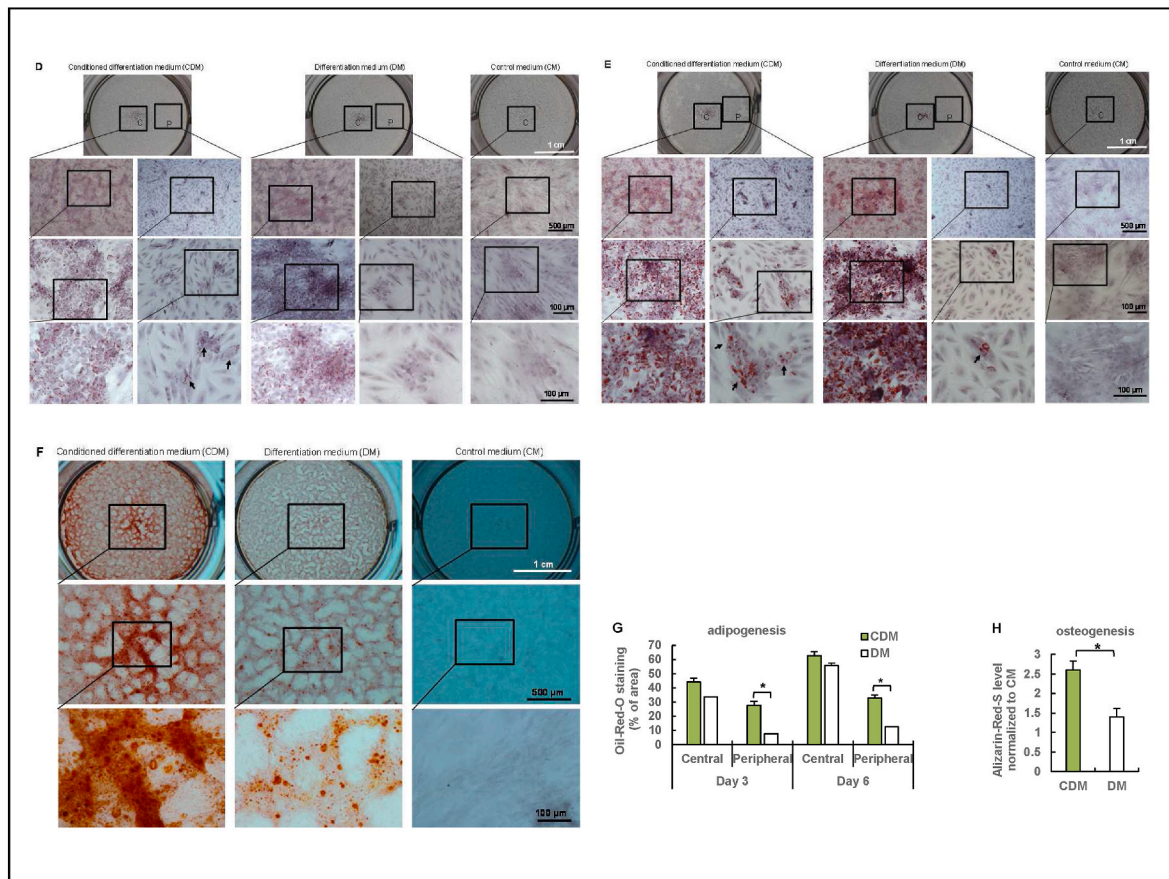 D
Conditioned differentiation medium (CDM)
Differentiation medium (DM)
Control medium (CM)
C
P
C
P
C
1 cm
500 µm
100 µm
100 µm
E
Conditioned differentiation medium (CDM)
Differentiation medium (DM)
Control medium (CM)
C
P
C
P
C
1 cm
500 µm
100 µm
100 µm
F
Conditioned differentiation medium (CDM)
Differentiation medium (DM)
Control medium (CM)
1 cm
500 µm
100 µm
G
adipogenesis
CDM
DM
Oil-Red-O staining
(% of area)
70
60
50
40
30
20
10
0
*
*
Central
Peripheral
Central
Peripheral
Day 3
Day 6
H
osteogenesis
*
Alizarin-Red-S level
normalized to CM
3
2.5
2
1.5
1
0.5
0
CDM
DM